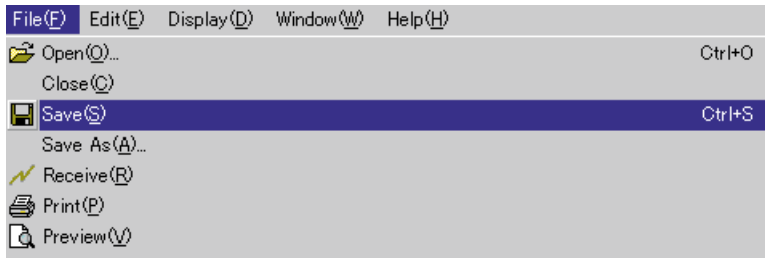 File(F) Edit(E) Display(D) Window(W) Help(H)
Open(O)... Ctrl+O
Close(C)
Save(S) Ctrl+S
Save As(A)...
Receive(R)
Print(P)
Preview(V)